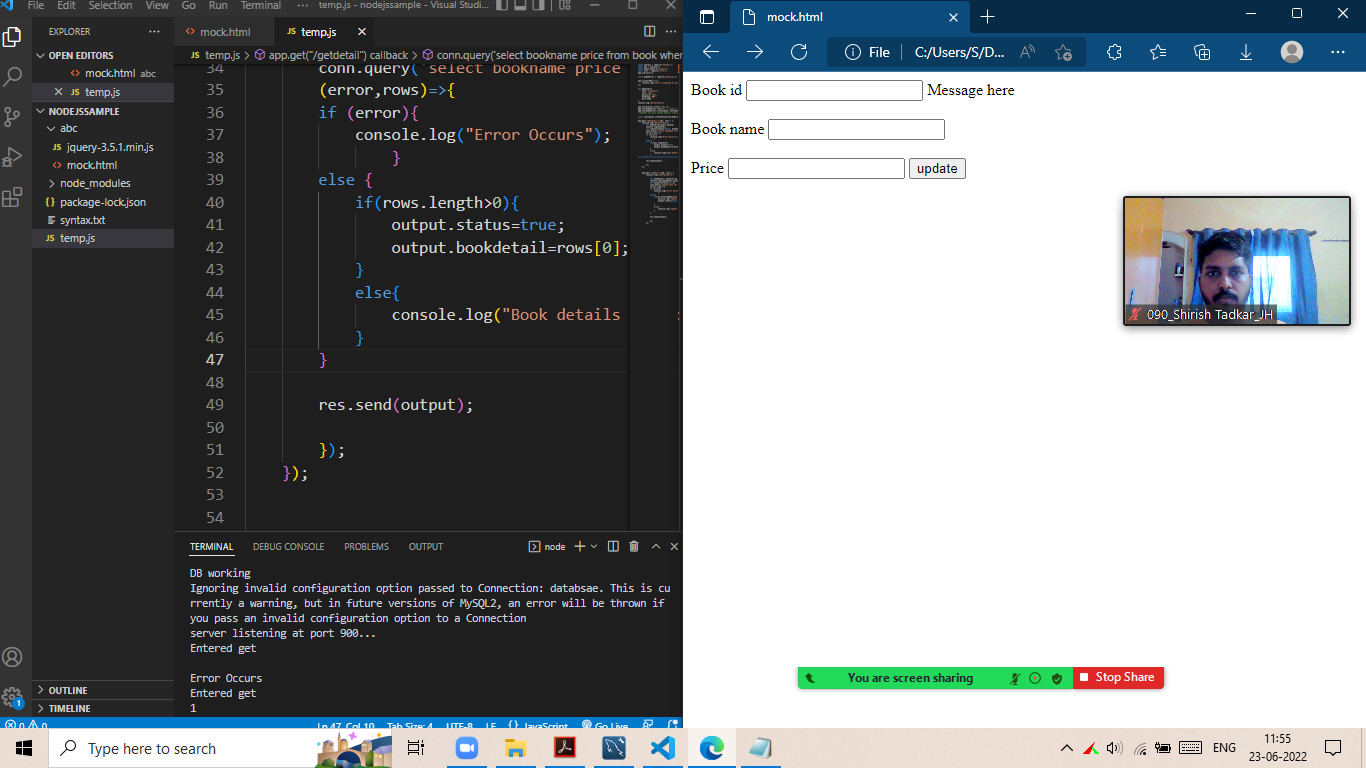 File Edit Selection View Go Run Terminal ··· temp.js - nodejssample - Visual Studi...
EXPLORER ···
OPEN EDITORS
mock.html abc
temp.js
NODEJSSAMPLE
abc
jquery-3.5.1.min.js
mock.html
node_modules
package-lock.json
syntax.txt
temp.js
OUTLINE
TIMELINE
mock.html temp.js
temp.js > app.get("/getdetail") callback > conn.query("select bookname price from book wher
34 conn.query( select bookname price
35 (error,rows)=>{
36 if (error){
37 console.log("Error Occurs");
38 }
39 else {
40 if(rows.length>0){
41 output.status=true;
42 output.bookdetail=rows[0];
43 }
44 else{
45 console.log("Book details
46 }
47 }
48
49 res.send(output);
50
51 });
52 });
53
54
TERMINAL DEBUG CONSOLE PROBLEMS OUTPUT node
DB working
Ignoring invalid configuration option passed to Connection: databsae. This is cu
rrently a warning, but in future versions of MySQL2, an error will be thrown if
you pass an invalid configuration option to a Connection
server listening at port 900...
Entered get
Error Occurs
Entered get
1
1
0 0 Ln 47, Col 10 Tab Size: 4 UTF-8 LF {} JavaScript Go Live
mock.html
File C:/Users/S/D...
Book id Message here
Book name
Price update
090_Shirish Tadkar_JH
You are screen sharing Stop Share
Type here to search
ENG
11:55
23-06-2022